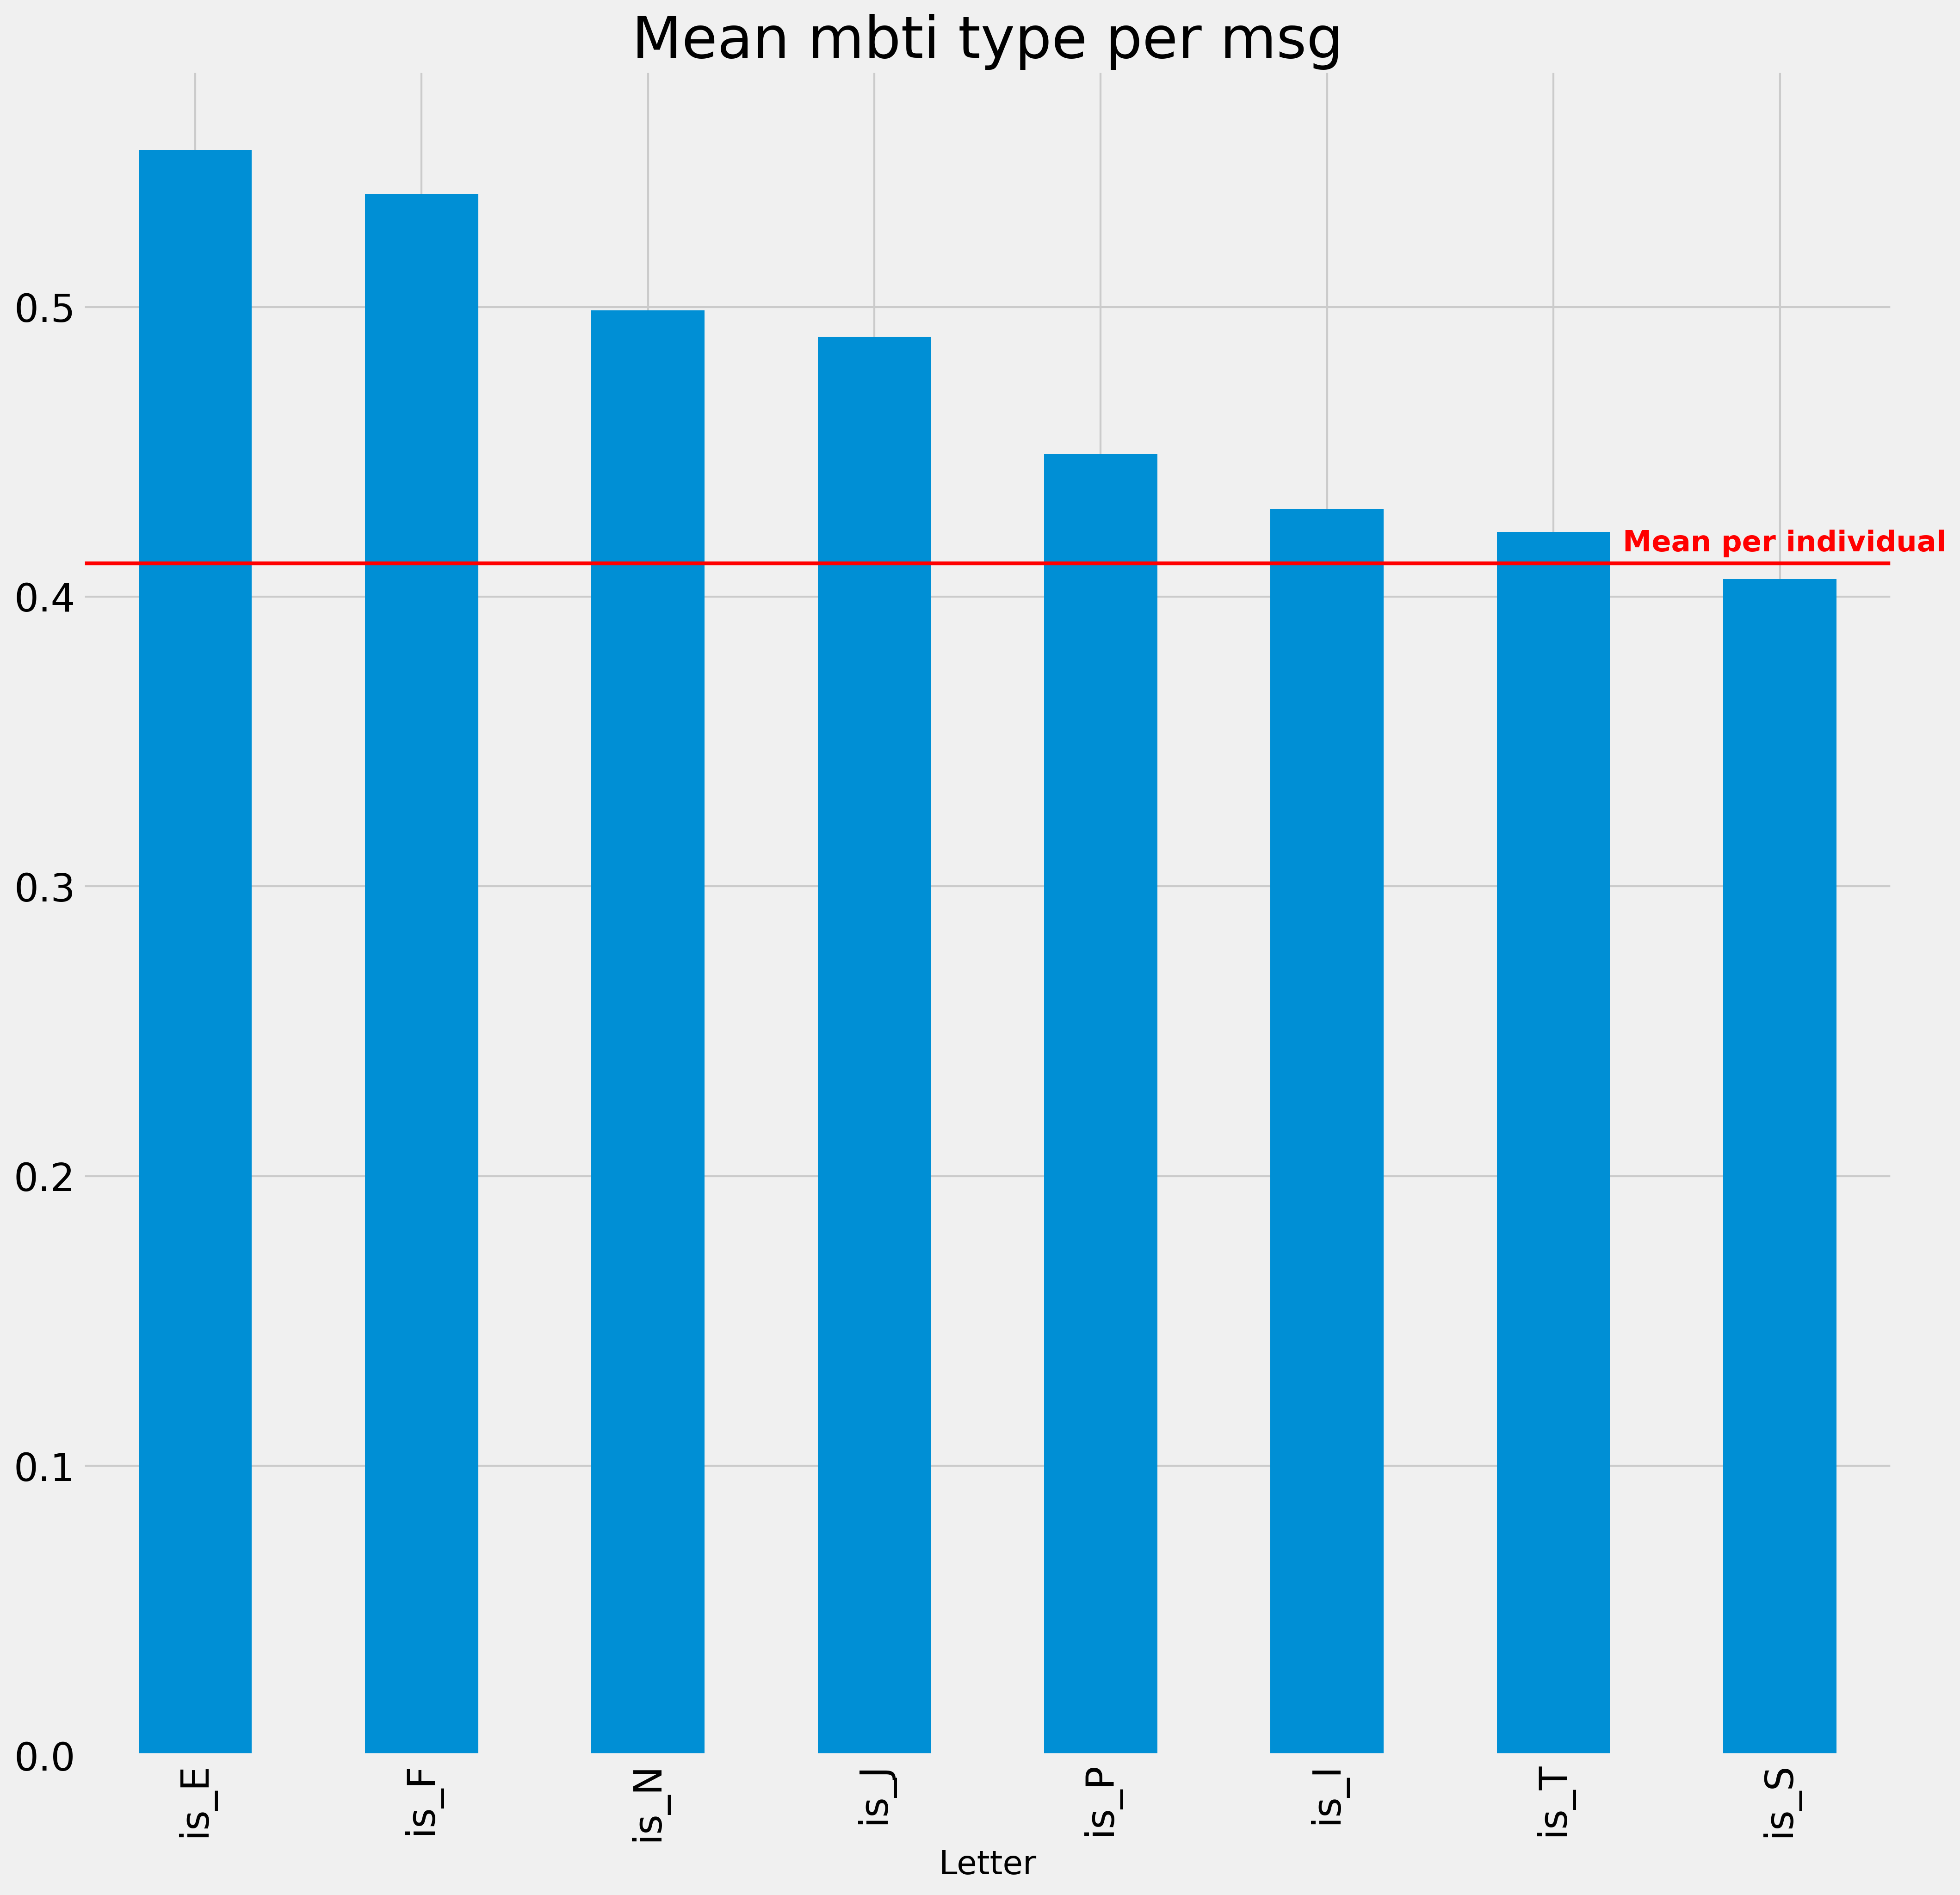 Mean mbti type per msg
0.5
0.4
0.3
0.2
0.1
0.0
Mean per individual
is_E
is_F
is_N
is_J
is_P
is_I
is_T
is_S
Letter